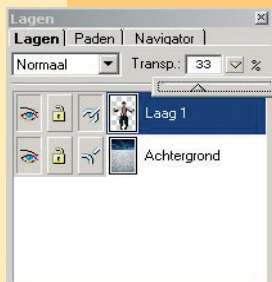 Lagen
Lagen Paden Navigator
Normaal Transp.: 33 %
Laag 1
Achtergrond